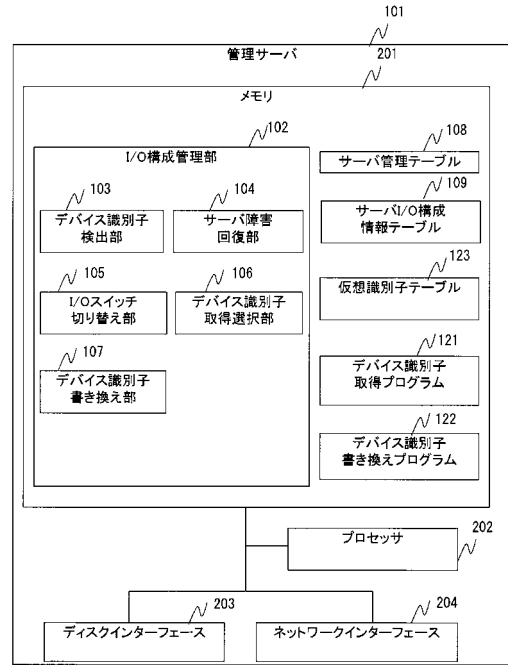 101
管理サーバ
201
メモリ
102
I/O構成管理部
103
デバイス識別子
検出部
104
サーバ障害
回復部
105
I/Oスイッチ
切り替え部
106
デバイス識別子
取得選択部
107
デバイス識別子
書き換え部
108
サーバ管理テーブル
109
サーバI/O構成
情報テーブル
123
仮想識別子テーブル
121
デバイス識別子
取得プログラム
122
デバイス識別子
書き換えプログラム
プロセッサ
202
203
ディスクインターフェース
204
ネットワークインターフェース